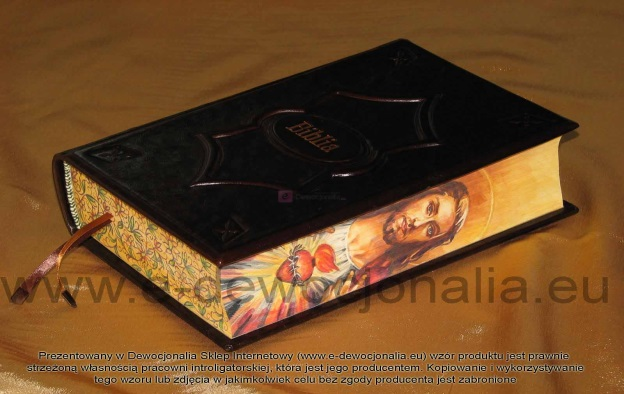 Biblia
www.e-dewocjonalia.eu
Prezentowany w Dewocjonalia Sklep Internetowy (www.e-dewocjonalia.eu) wzór produktu jest prawnie
strzeżoną własnością pracowni introligatorskiej, która jest jego producentem. Kopiowanie i wykorzystywanie
tego wzoru lub zdjęcia w jakimkolwiek celu bez zgody producenta jest zabronione